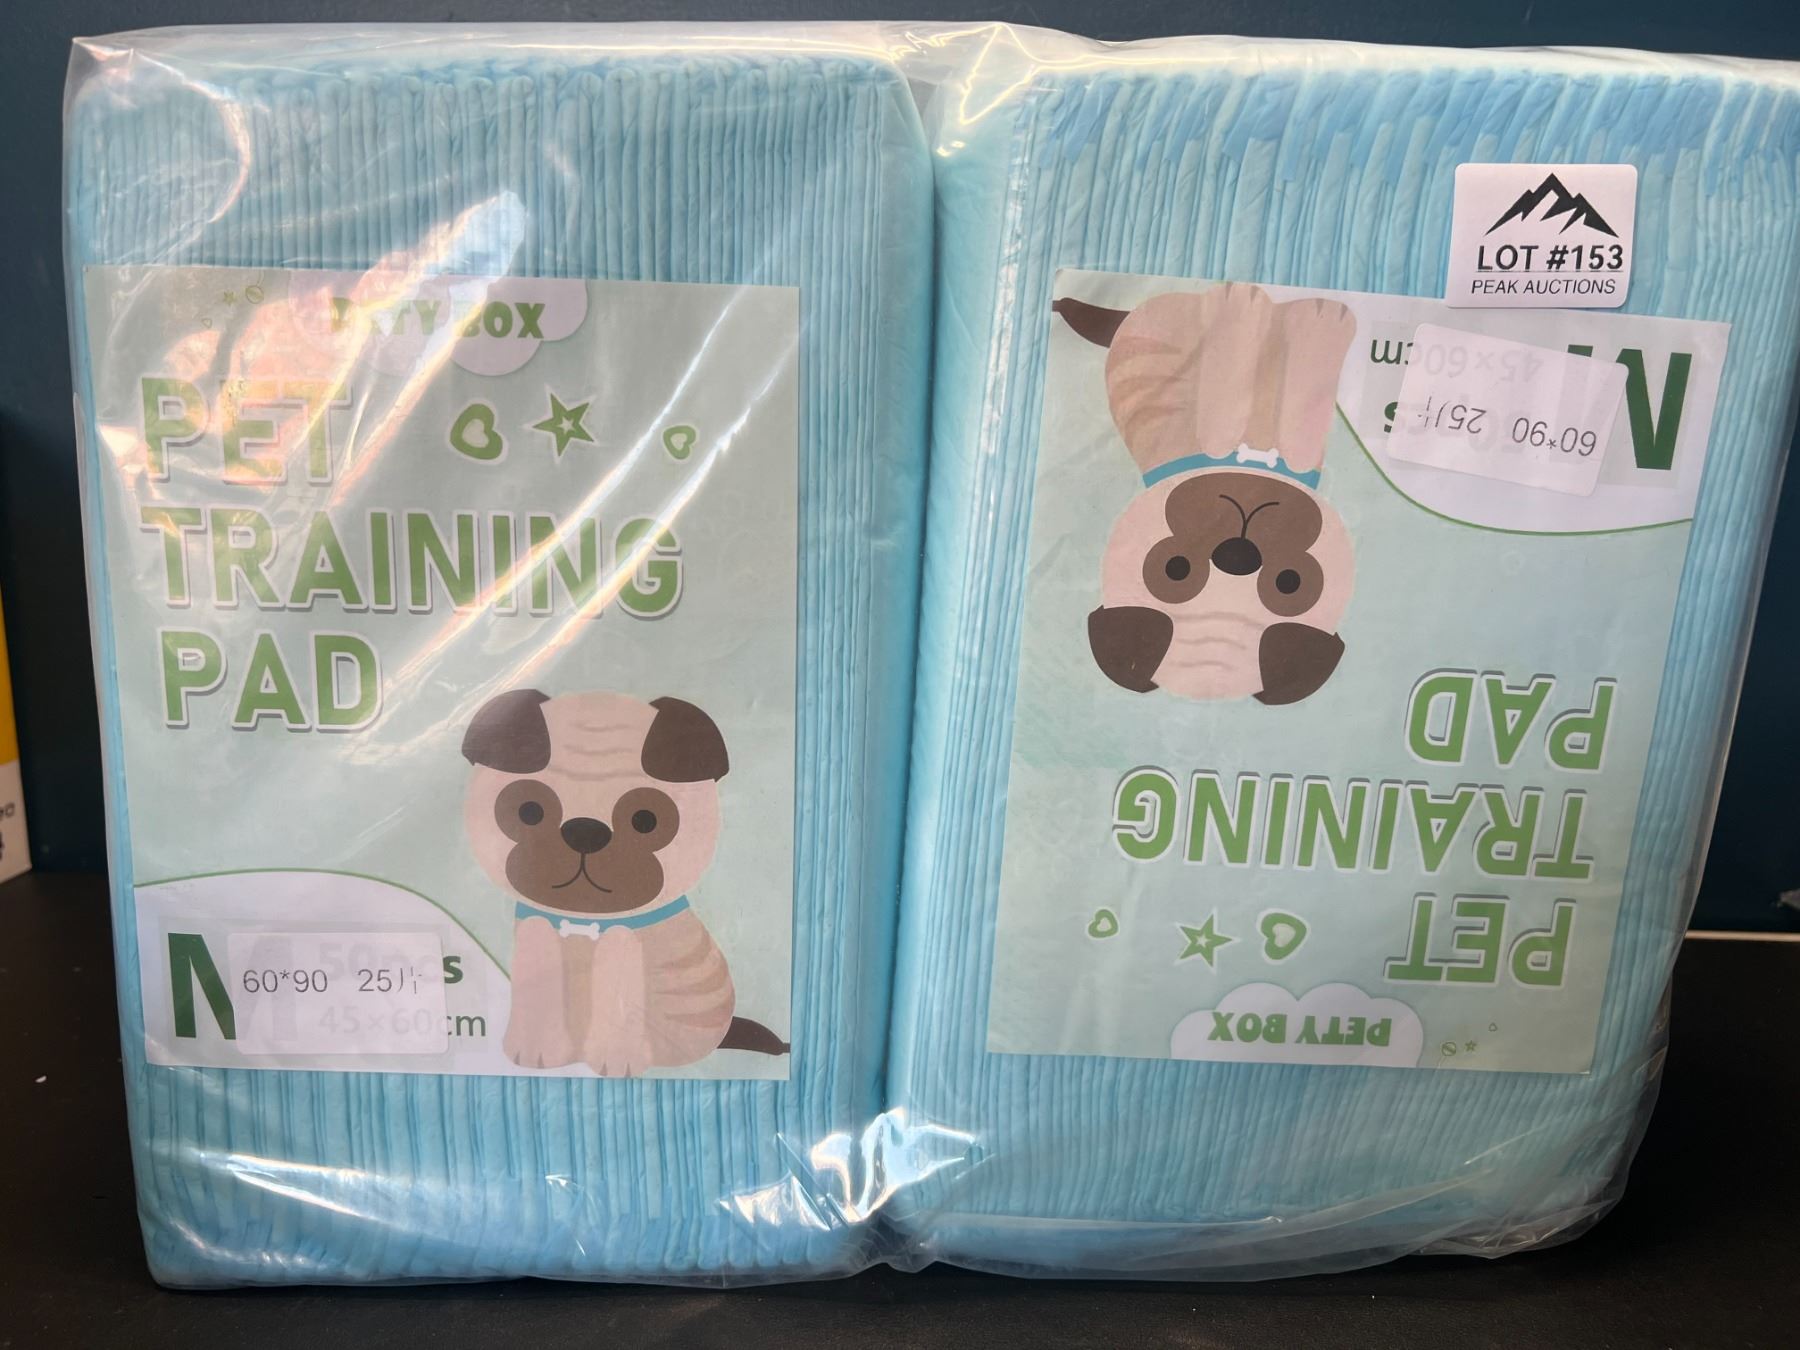 PETY BOX
PET
TRAINING
PAD
M
50pcs
60*90 25片
45×60cm
LOT #153
PEAK AUCTIONS
M
45×60cm
60*90 25片
PAD
TRAINING
PET
PETY BOX